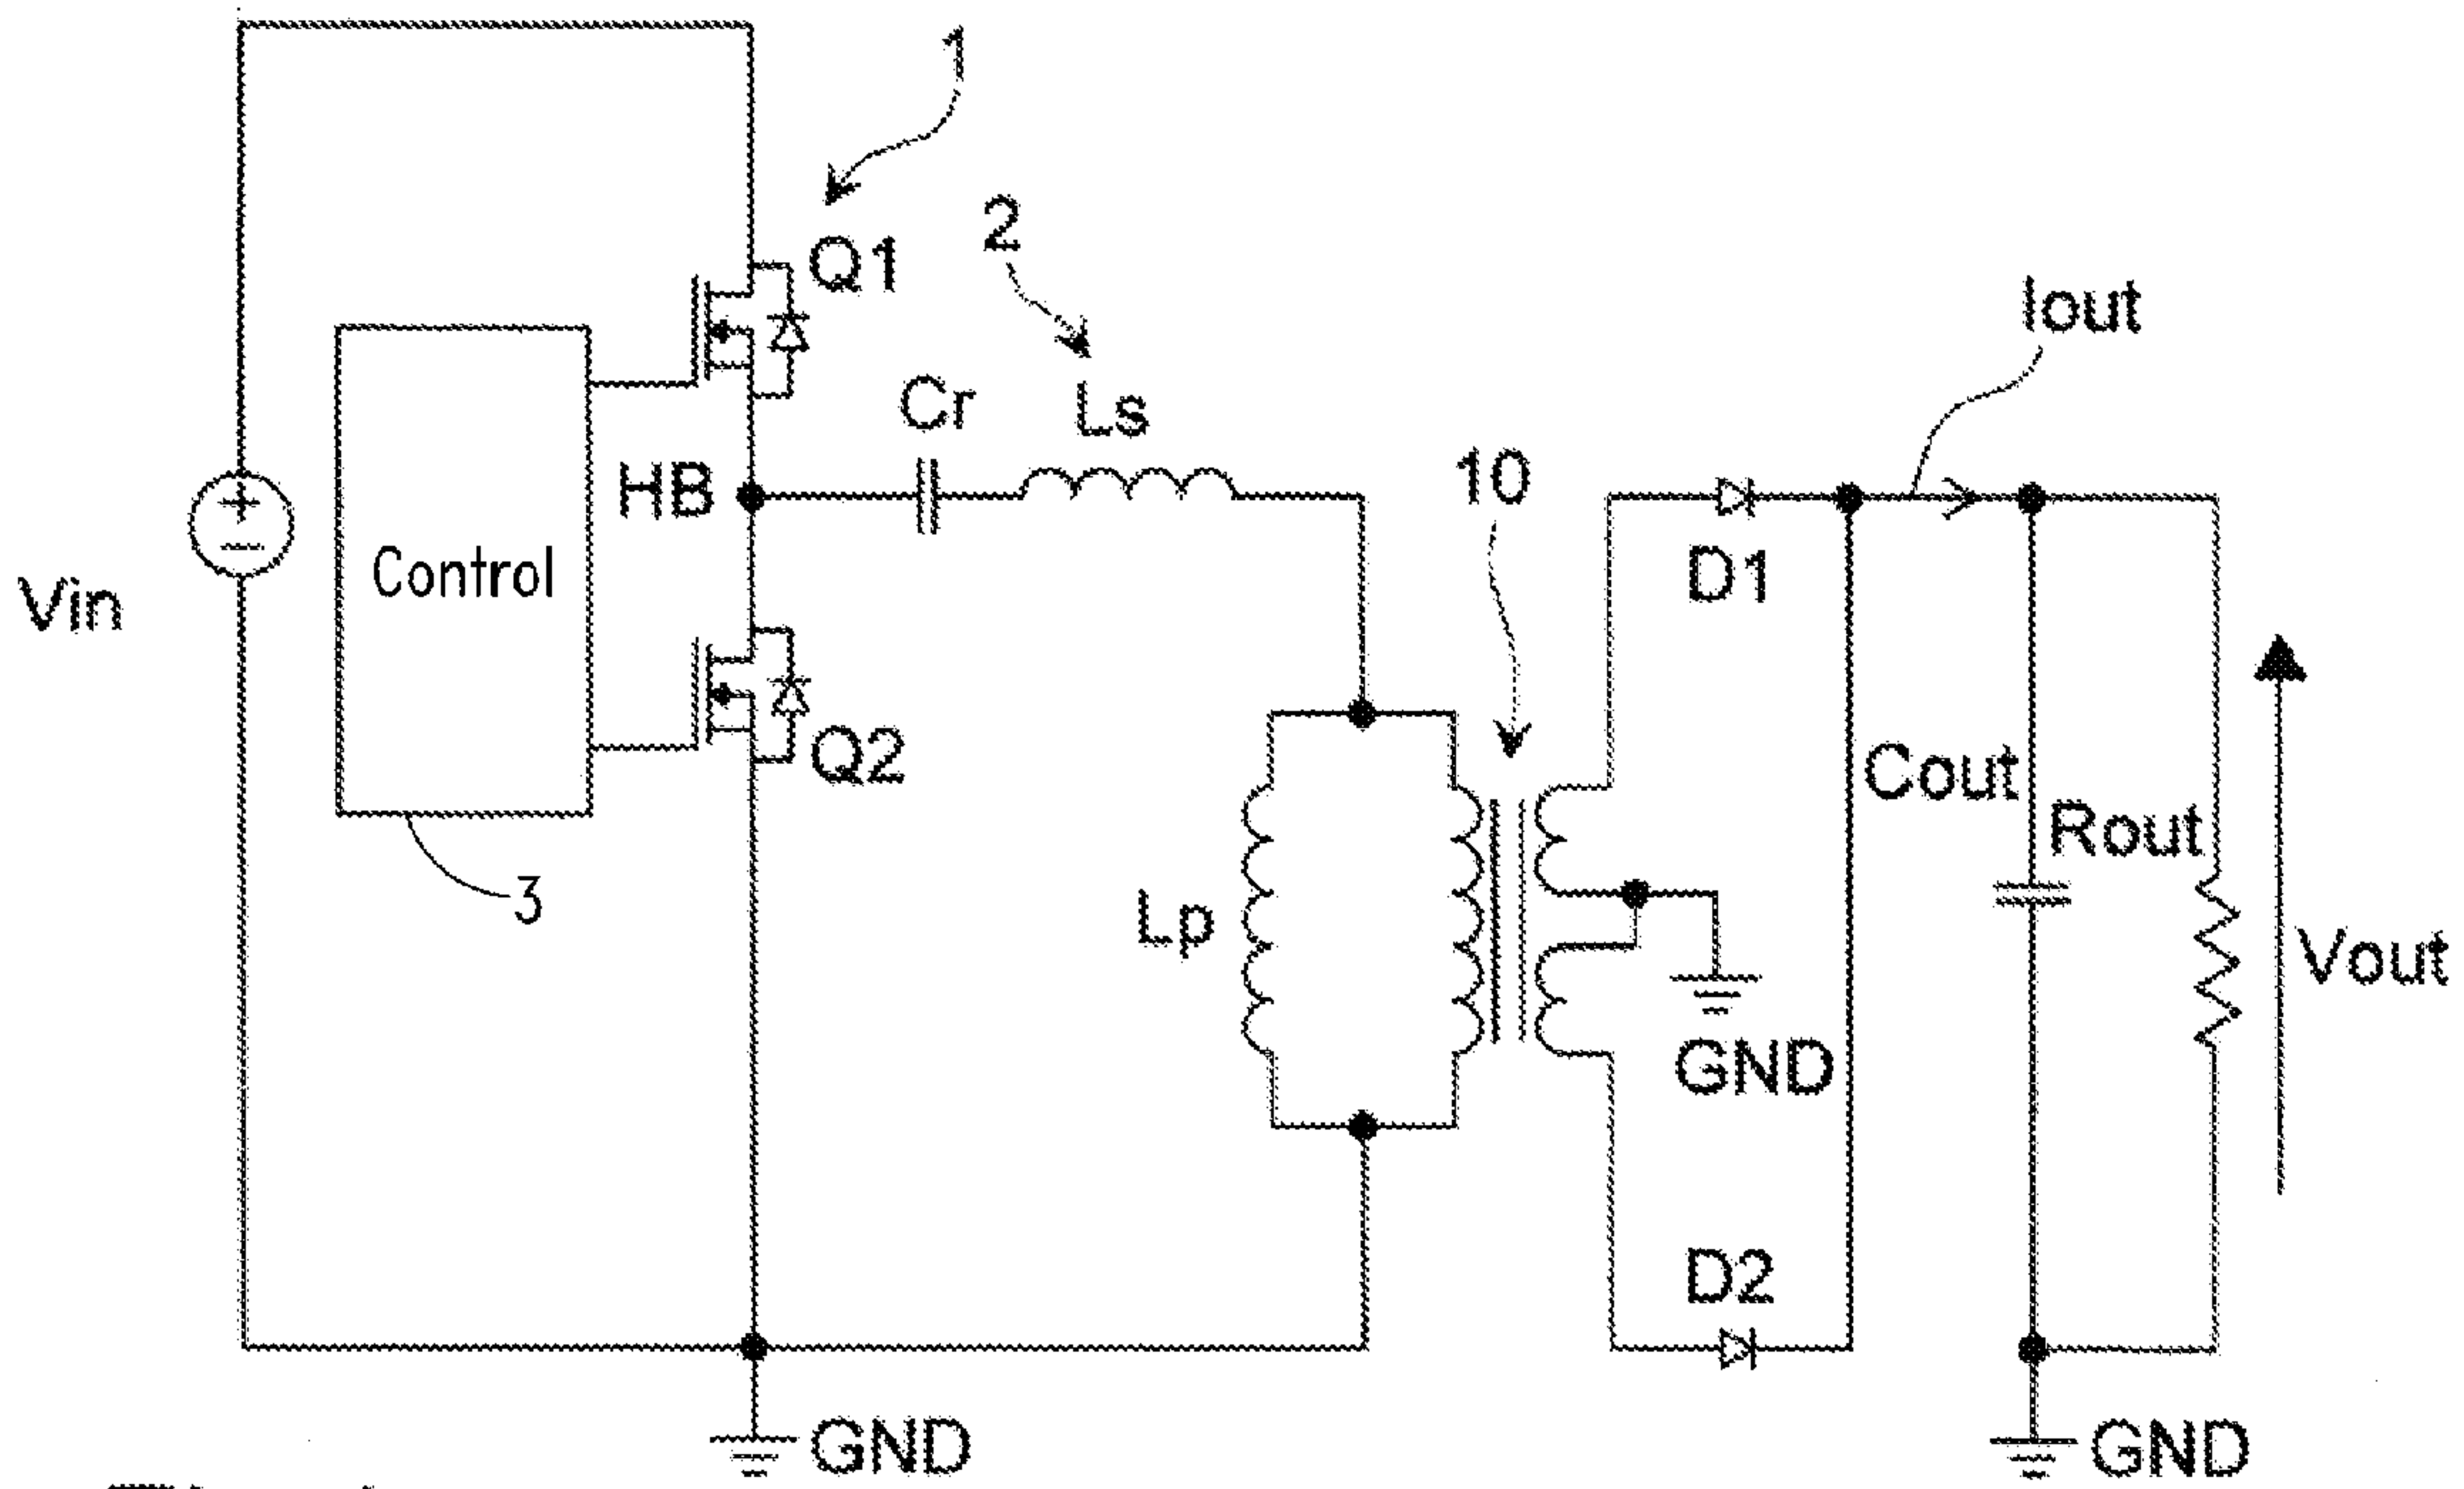 1
Q1
2
Iout
Cr
Ls
HB
10
Control
D1
Vin
Q2
Cout
Rout
3
Lp
Vout
GND
D2
GND
GND